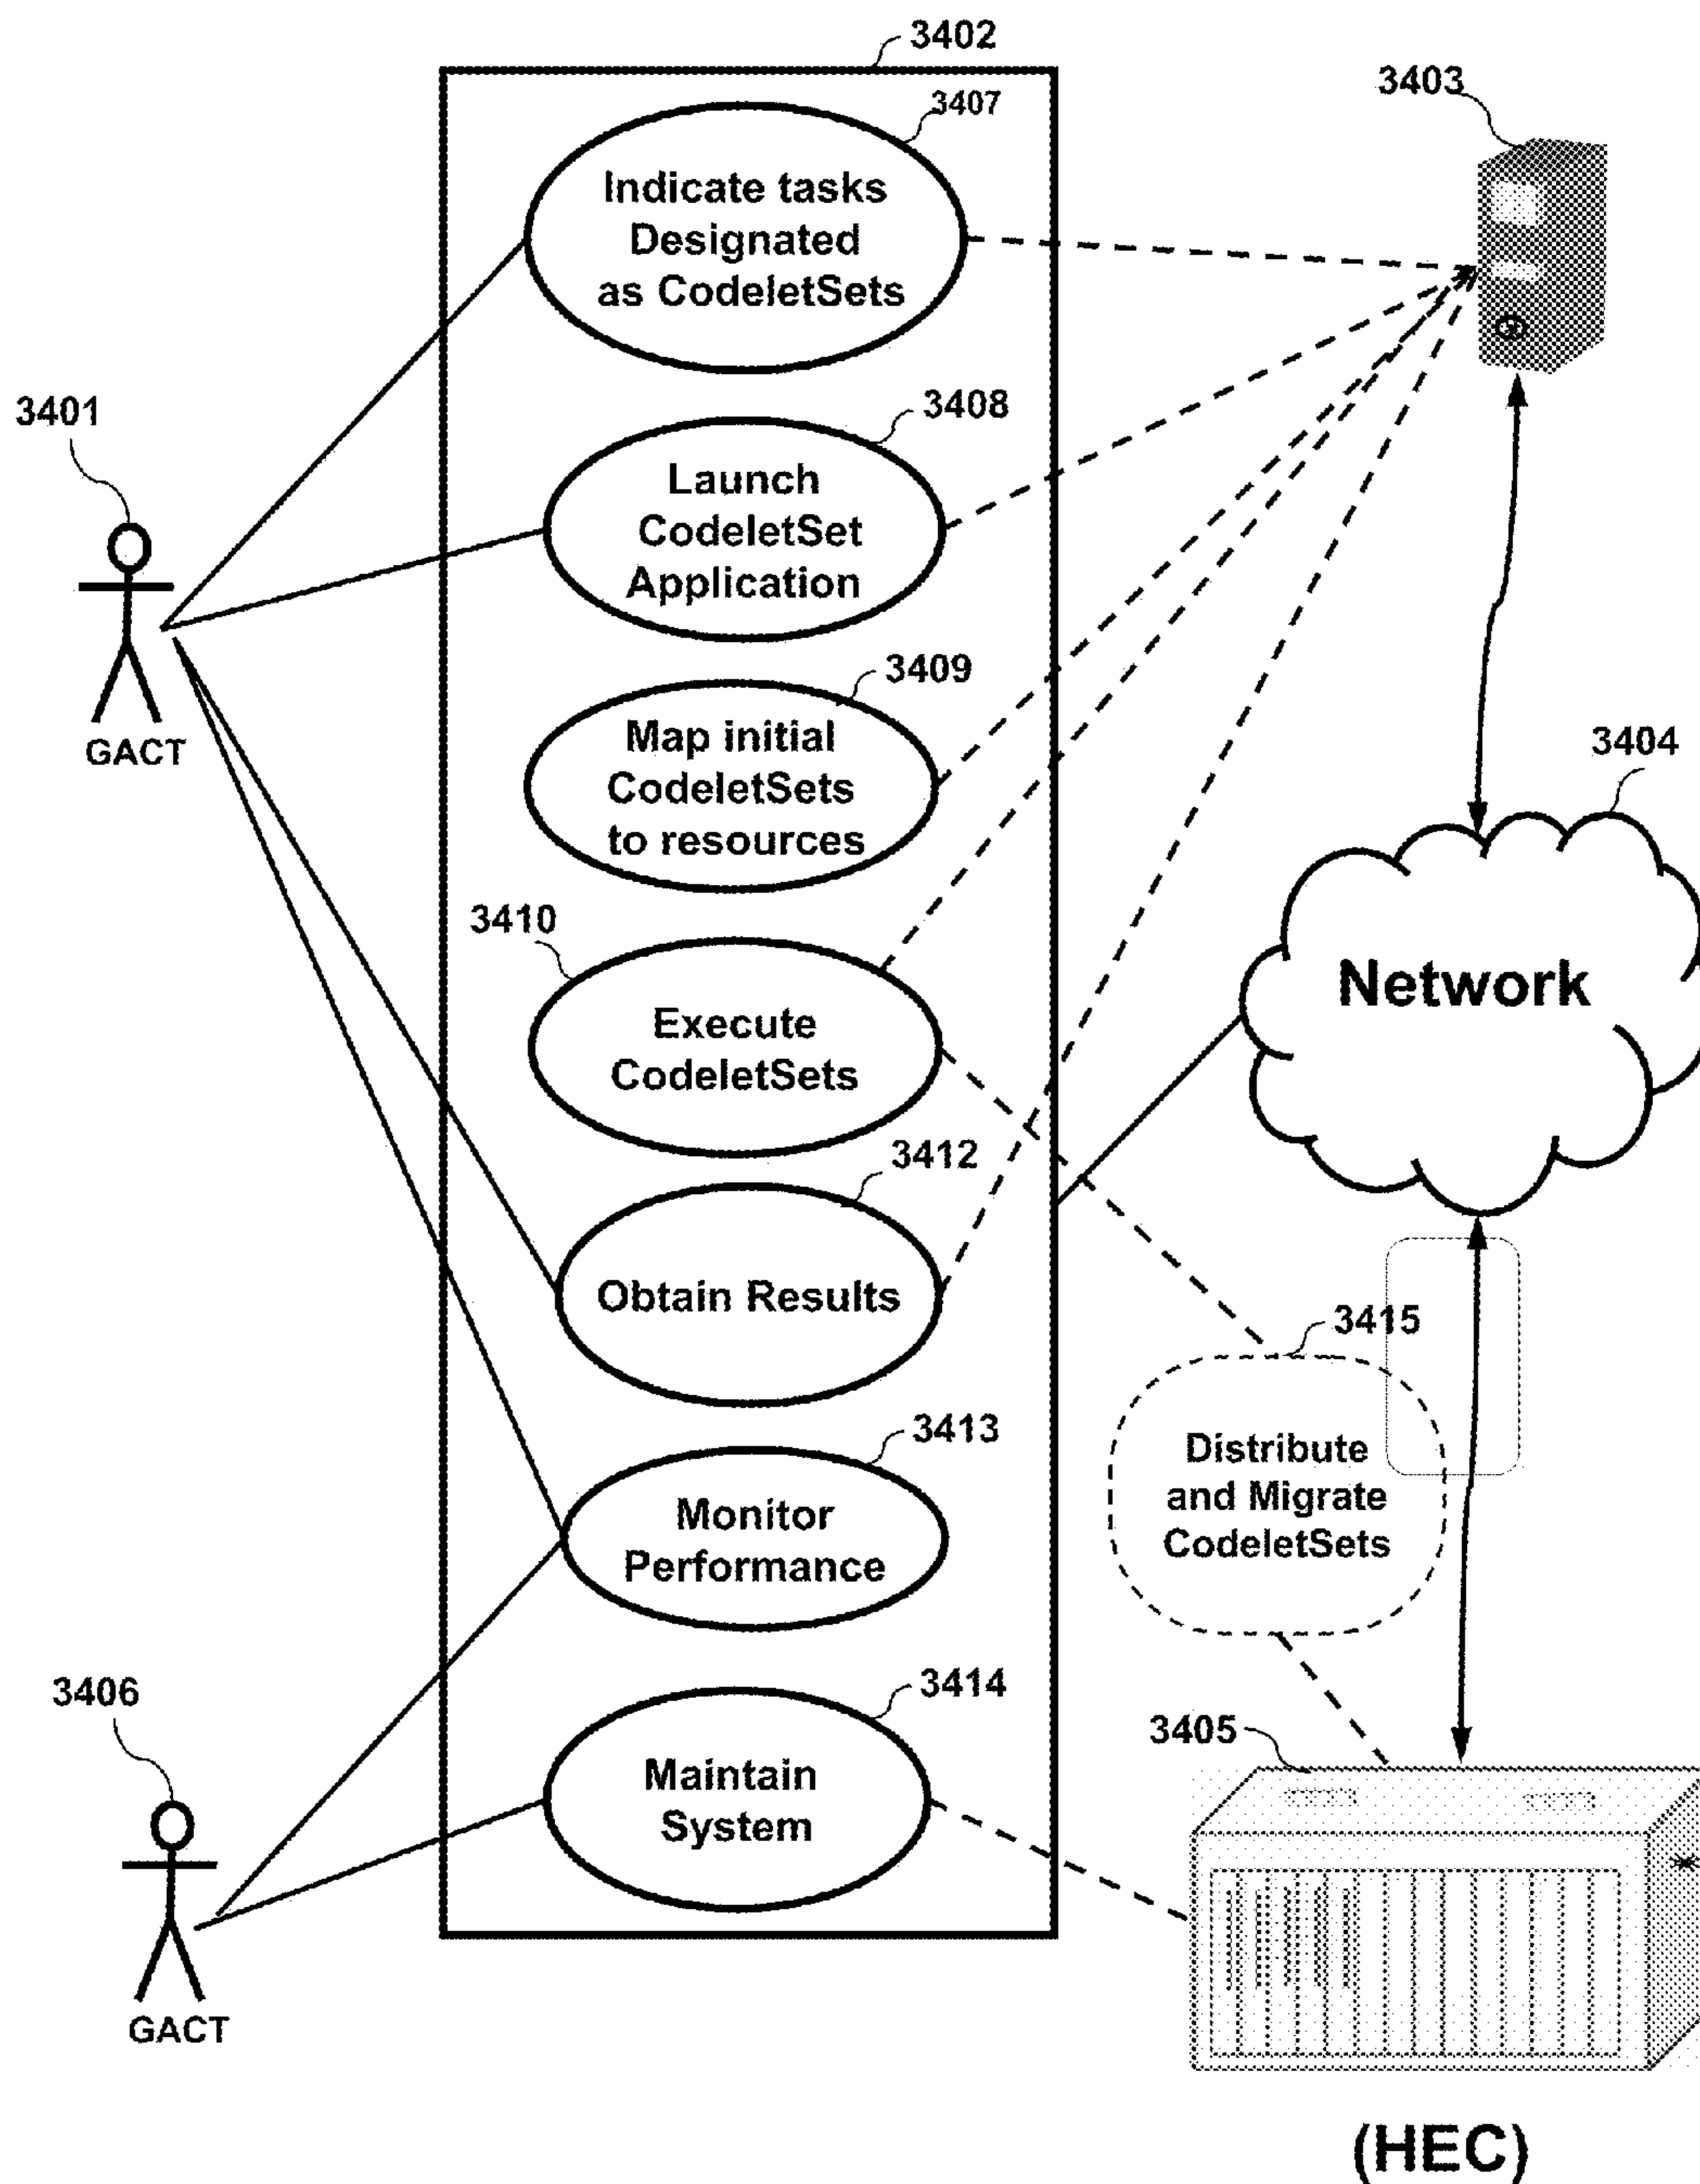 3402
3403
3407
Indicate tasks
Designated
as CodeletSets
3401
3408
Launch
CodeletSet
Application
GACT
3409
Map initial
CodeletSets
to resources
3404
Network
3410
Execute
CodeletSets
3412
Obtain Results
3415
Distribute
and Migrate
CodeletSets
3413
Monitor
Performance
3406
3414
Maintain
System
3405
GACT
(HEC)